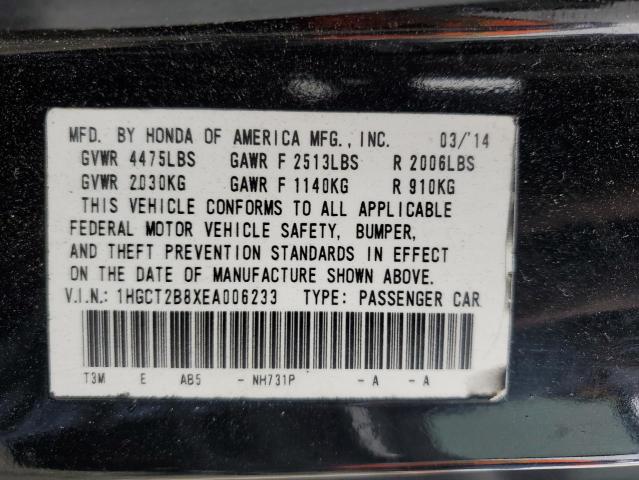 MFD. BY HONDA OF AMERICA MFG., INC. 03/'14
GVWR 4475LBS GAWR F 2513LBS R 2006LBS
GVWR 2030KG GAWR F 1140KG R 910KG
THIS VEHICLE CONFORMS TO ALL APPLICABLE
FEDERAL MOTOR VEHICLE SAFETY, BUMPER,
AND THEFT PREVENTION STANDARDS IN EFFECT
ON THE DATE OF MANUFACTURE SHOWN ABOVE.
V.I.N.: 1HGCT2B8XEA006233 TYPE: PASSENGER CAR
T3M E AB5 - NH731P - A - A